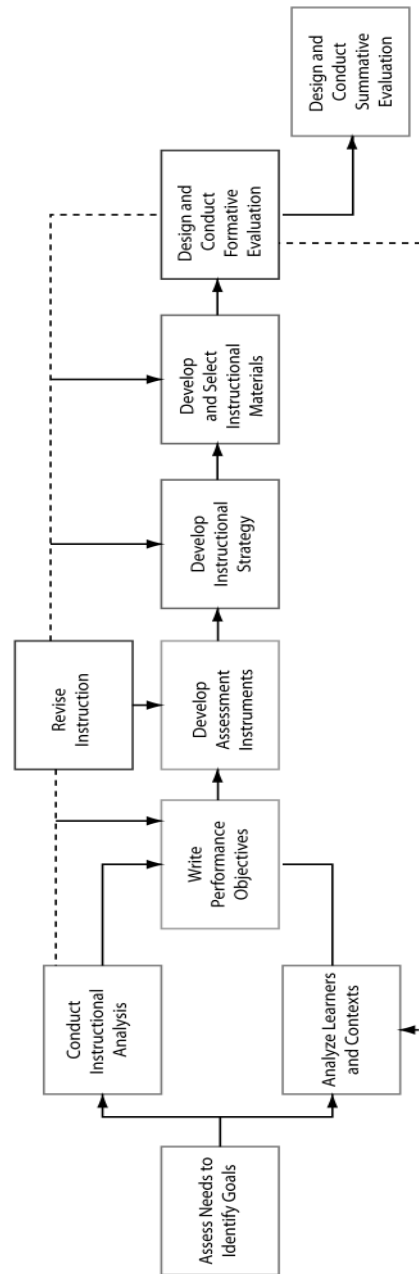 Assess Needs to
Identify Goals
Conduct
Instructional
Analysis
Analyze Learners
and Contexts
Revise
Instruction
Write
Performance
Objectives
Develop
Assessment
Instruments
Develop
Instructional
Strategy
Develop
and Select
Instructional
Materials
Design and
Conduct
Formative
Evaluation
Design and
Conduct
Summative
Evaluation